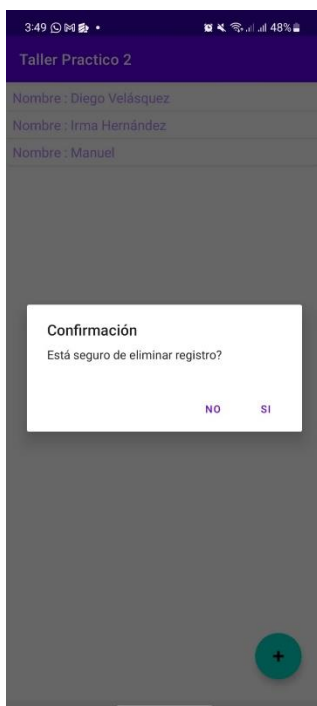 3:49
48%
Taller Practico 2
Nombre : Diego Velásquez
Nombre : Irma Hernández
Nombre : Manuel
Confirmación
Está seguro de eliminar registro?
NO SI
+